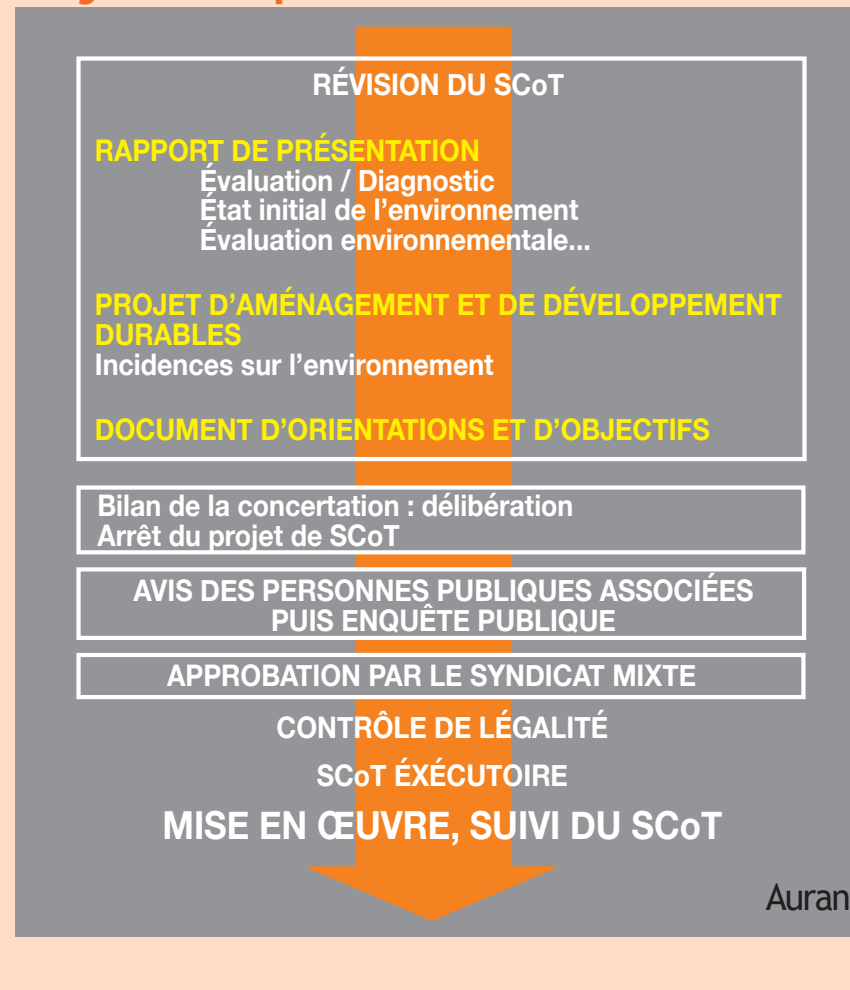 RÉVISION DU SCoT
RAPPORT DE PRÉSENTATION
Évaluation / Diagnostic
État initial de l'environnement
Évaluation environnementale...
PROJET D'AMÉNAGEMENT ET DE DÉVELOPPEMENT
DURABLES
Incidences sur l'environnement
DOCUMENT D'ORIENTATIONS ET D'OBJECTIFS
Bilan de la concertation : délibération
Arrêt du projet de SCoT
AVIS DES PERSONNES PUBLIQUES ASSOCIÉES
PUIS ENQUÊTE PUBLIQUE
APPROBATION PAR LE SYNDICAT MIXTE
CONTRÔLE DE LÉGALITÉ
SCoT ÉXÉCUTOIRE
MISE EN ŒUVRE, SUIVI DU SCoT
Auran